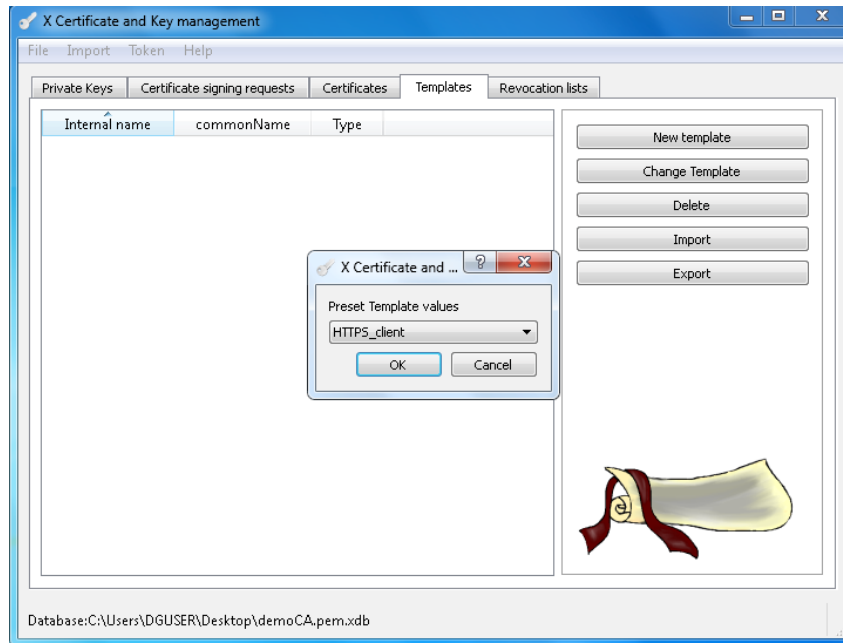 X Certificate and Key management
File Import Token Help
Private Keys Certificate signing requests Certificates Templates Revocation lists
Internal name commonName Type
New template
Change Template
Delete
Import
Export
X Certificate and ... ?
Preset Template values
HTTPS_client
OK Cancel
Database:C:\Users\DGUSER\Desktop\demoCA.pem.xdb